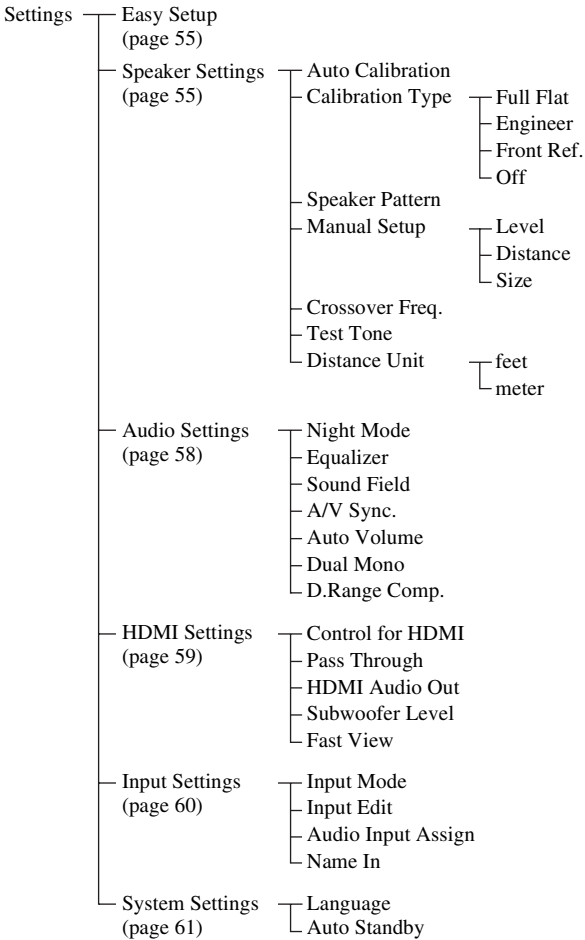 Settings
Easy Setup
(page 55)
Speaker Settings
(page 55)
Auto Calibration
Calibration Type
Full Flat
Engineer
Front Ref.
Off
Speaker Pattern
Manual Setup
Level
Distance
Size
Crossover Freq.
Test Tone
Distance Unit
feet
meter
Audio Settings
(page 58)
Night Mode
Equalizer
Sound Field
A/V Sync.
Auto Volume
Dual Mono
D.Range Comp.
HDMI Settings
(page 59)
Control for HDMI
Pass Through
HDMI Audio Out
Subwoofer Level
Fast View
Input Settings
(page 60)
Input Mode
Input Edit
Audio Input Assign
Name In
System Settings
(page 61)
Language
Auto Standby